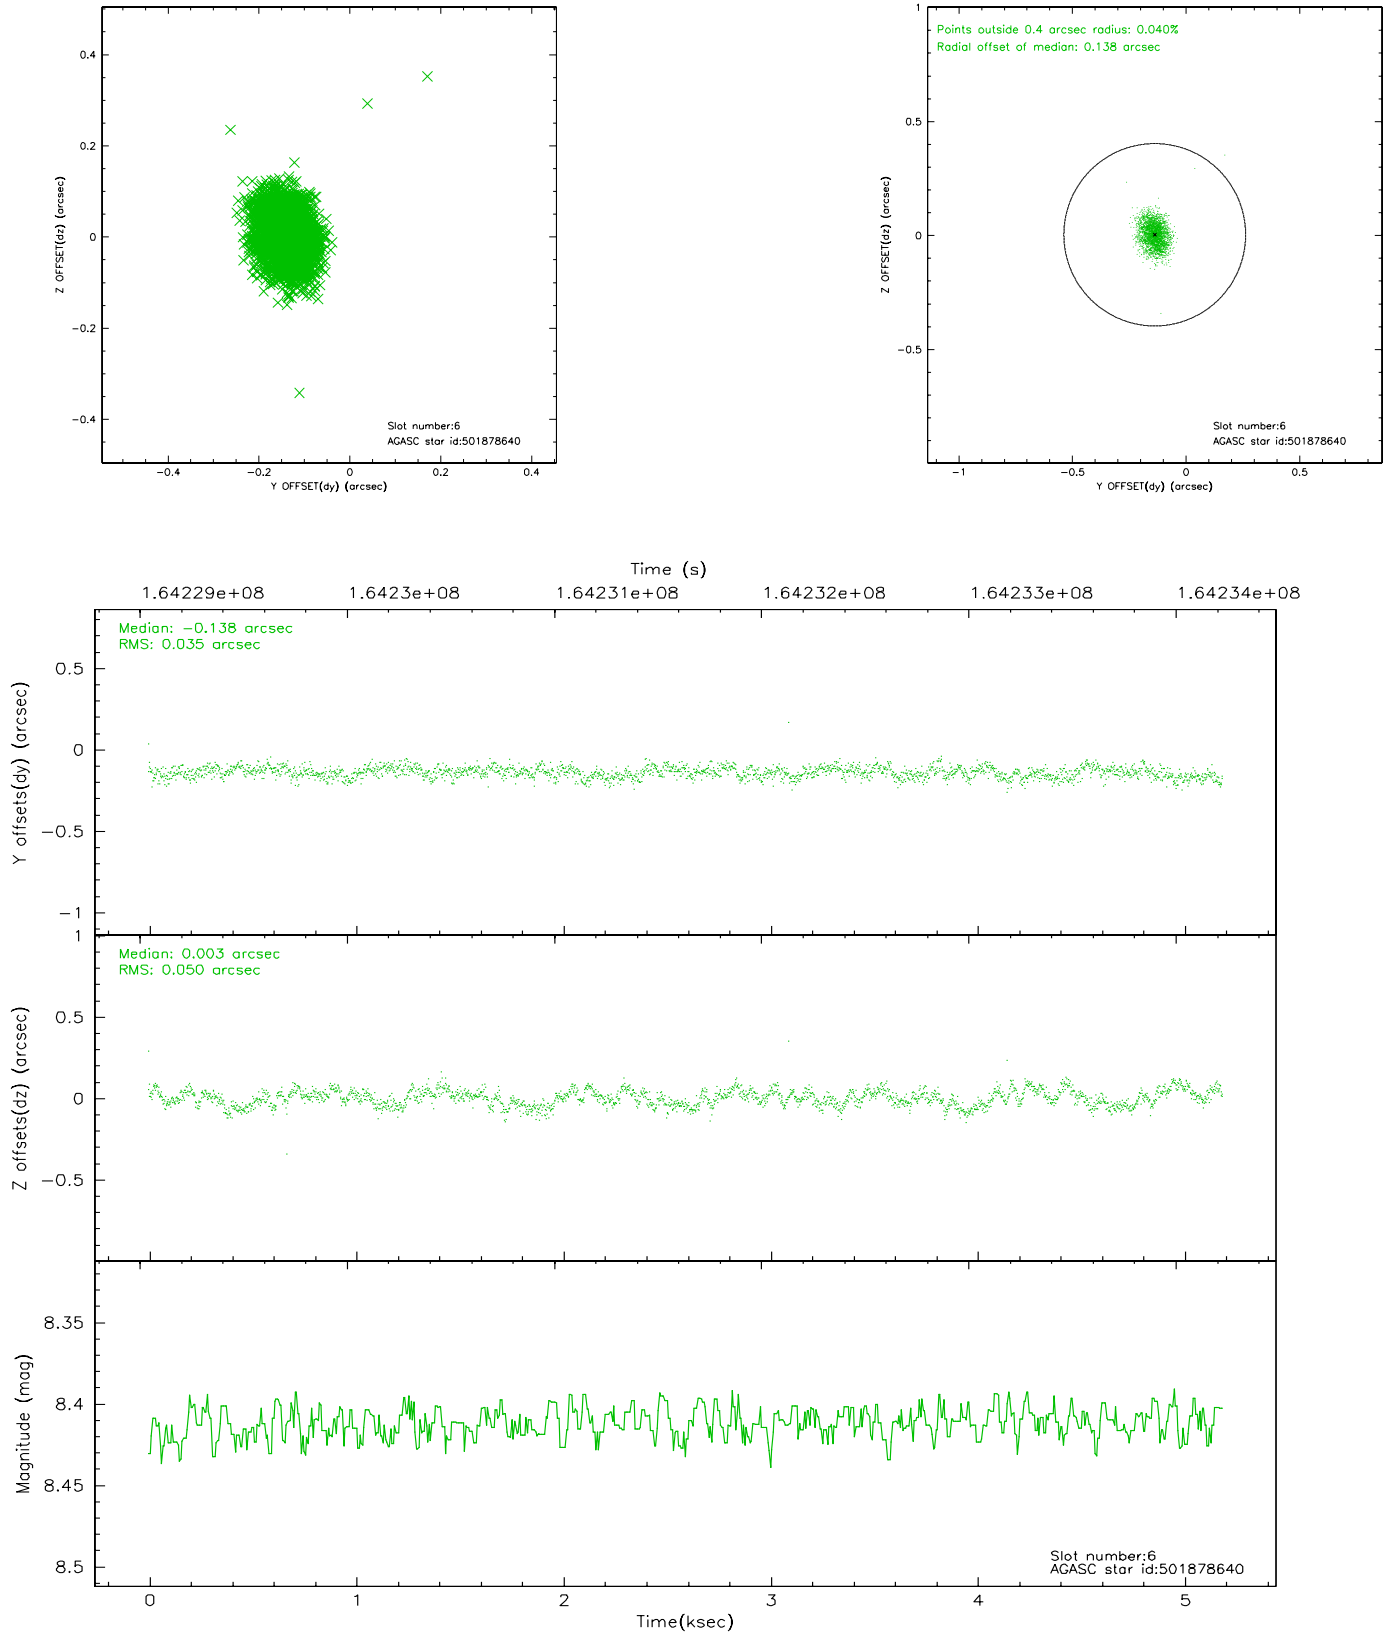 0.4
0.2
0
−0.2
−0.4
Z OFFSET(dz) (arcsec)
Slot number:6
AGASC star id:501878640
−0.4
−0.2
0
0.2
0.4
Y OFFSET(dy) (arcsec)
Points outside 0.4 arcsec radius: 0.040%
Radial offset of median: 0.138 arcsec
1
0.5
0
−0.5
Z OFFSET(dz) (arcsec)
Slot number:6
AGASC star id:501878640
−1
−0.5
0
0.5
Y OFFSET(dy) (arcsec)
Time (s)
1.64229e+08
1.6423e+08
1.64231e+08
1.64232e+08
1.64233e+08
1.64234e+08
Median: −0.138 arcsec
RMS: 0.035 arcsec
0.5
0
−0.5
−1
Y offsets(dy) (arcsec)
Median: 0.003 arcsec
RMS: 0.050 arcsec
1
0.5
0
−0.5
Z offsets(dz) (arcsec)
8.35
8.4
8.45
8.5
Magnitude (mag)
Slot number:6
AGASC star id:501878640
0
1
2
3
4
5
Time(ksec)